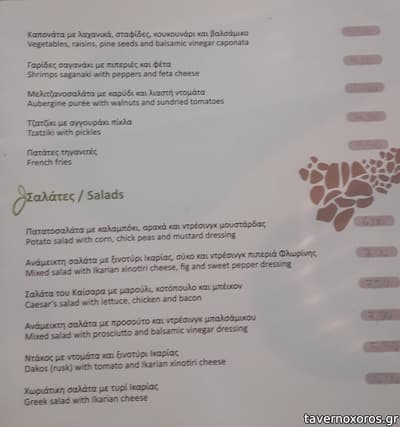 Καπονάτα με λαχανικά, σταφίδες, κουκουνάρι και βαλσάμικο
Vegetables, raisins, pine seeds and balsamic vinegar caponata
Γαρίδες σαγανάκι με πιπεριές και φέτα
Shrimps saganaki with peppers and feta cheese
Μελιτζανοσαλάτα με καρύδι και λιαστή ντομάτα
Aubergine purée with walnuts and sundried tomatoes
Τζατζίκι με αγγουράκι πίκλα
Tzatziki with pickles
Πατάτες τηγανιτές
French fries
Σαλάτες / Salads
Πατατοσαλάτα με καλαμπόκι, αρακά και ντρέσινγκ μουστάρδας
Potato salad with corn, chick peas and mustard dressing
Ανάμεικτη σαλάτα με ξινοτύρι Ικαρίας, σύκο και ντρέσινγκ πιπεριά Φλωρίνης
Mixed salad with Ikarian xinotiri cheese, fig and sweet pepper dressing
Σαλάτα του Καίσαρα με μαρούλι, κοτόπουλο και μπέικον
Caesar's salad with lettuce, chicken and bacon
Ανάμεικτη σαλάτα με προσούτο και ντρέσινγκ μπαλσάμικου
Mixed salad with prosciutto and balsamic vinegar dressing
Ντάκος με ντομάτα και ξινοτύρι Ικαρίας
Dakos (rusk) with tomato and Ikarian xinotiri cheese
Χωριάτικη σαλάτα με τυρί Ικαρίας
Greek salad with Ikarian cheese
tavernoxoros.gr